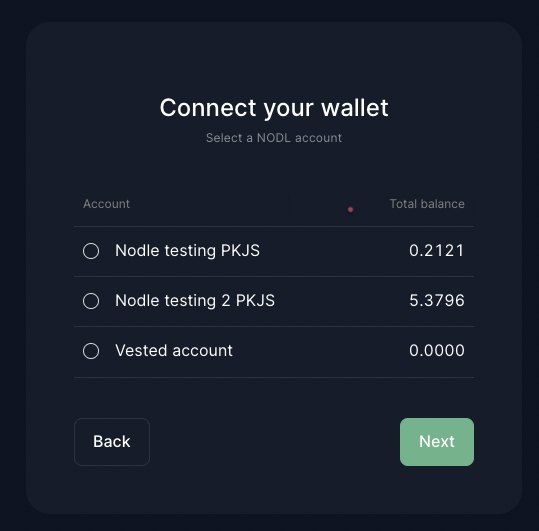 Connect your wallet
Select a NODL account
Account Total balance
Nodle testing PKJS 0.2121
Nodle testing 2 PKJS 5.3796
Vested account 0.0000
Back Next